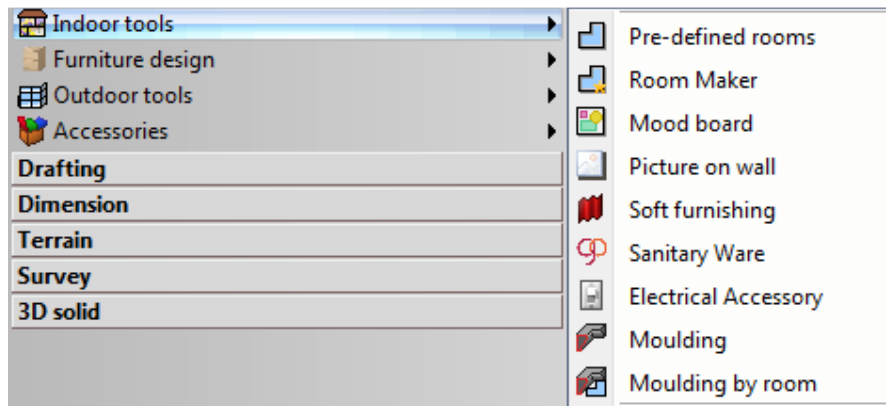 Indoor tools
Furniture design
Outdoor tools
Accessories
Drafting
Dimension
Terrain
Survey
3D solid
Pre-defined rooms
Room Maker
Mood board
Picture on wall
Soft furnishing
Sanitary Ware
Electrical Accessory
Moulding
Moulding by room